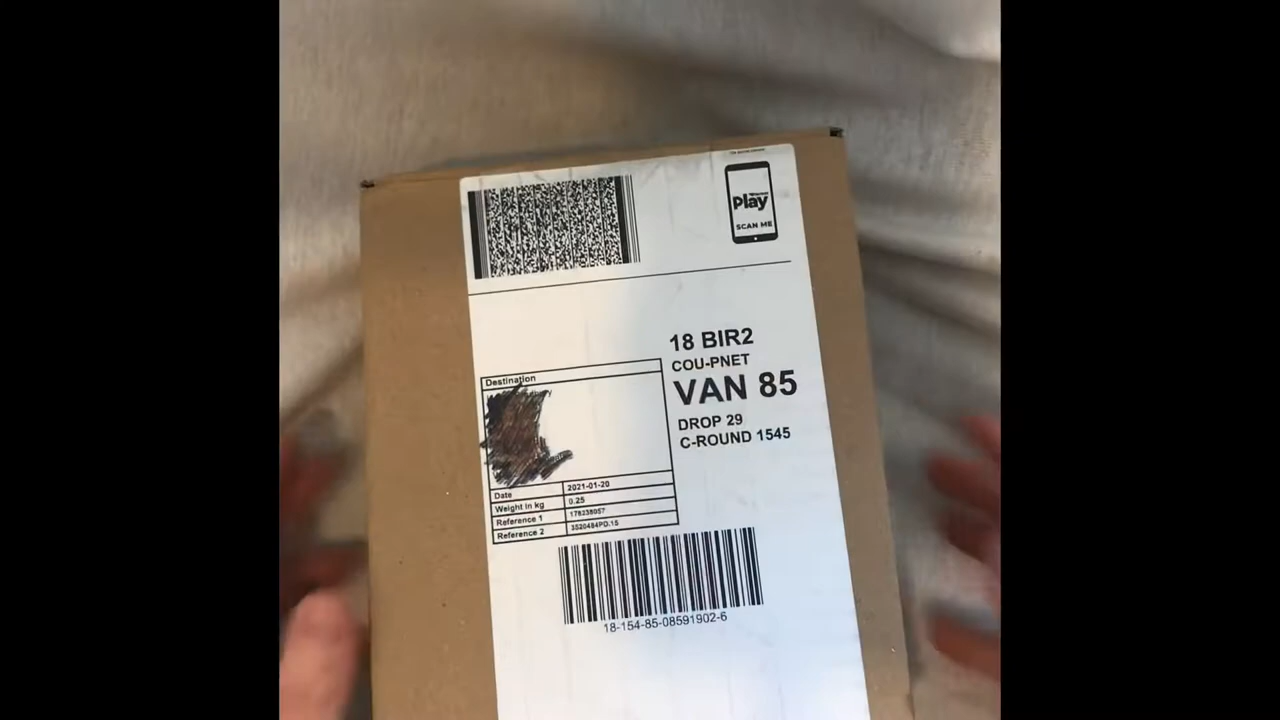 play
SCAN ME
18 BIR2
COU-PNET
VAN 85
DROP 29
C-ROUND 1545
Destination
Date 2021-01-20
Weight in kg 0.25
Reference 1 178238057
Reference 2 3520484PD.15
18-154-85-08591902-6